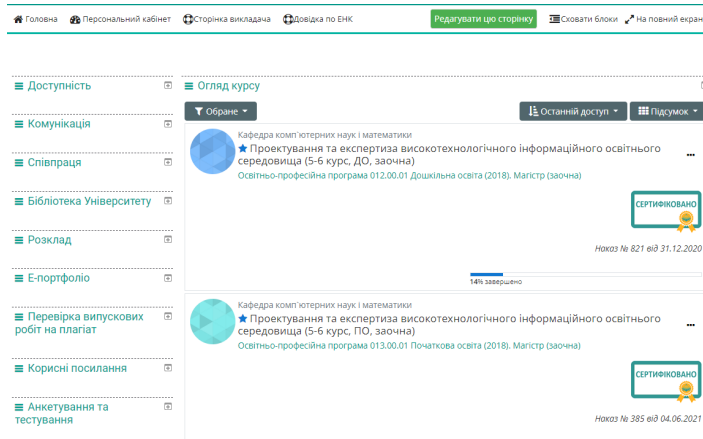 Головна Персональний кабінет Сторінка викладача Довідка по ЕНК Редагувати цю сторінку Сховати блоки На повний екран
Доступність
Комунікація
Співпраця
Бібліотека Університету
Розклад
Е-портфоліо
Перевірка випускових
робіт на плагіат
Корисні посилання
Анкетування та
тестування
Огляд курсу
Обране Останній доступ Підсумок
Кафедра комп`ютерних наук і математики
Проектування та експертиза високотехнологічного інформаційного освітнього
середовища (5-6 курс, ДО, заочна)
Освітньо-професійна програма 012.00.01 Дошкільна освіта (2018). Магістр (заочна)
СЕРТИФІКОВАНО
Наказ № 821 від 31.12.2020
14% завершено
Кафедра комп`ютерних наук і математики
Проектування та експертиза високотехнологічного інформаційного освітнього
середовища (5-6 курс, ПО, заочна)
Освітньо-професійна програма 013.00.01 Початкова освіта (2018). Магістр (заочна)
СЕРТИФІКОВАНО
Наказ № 385 від 04.06.2021